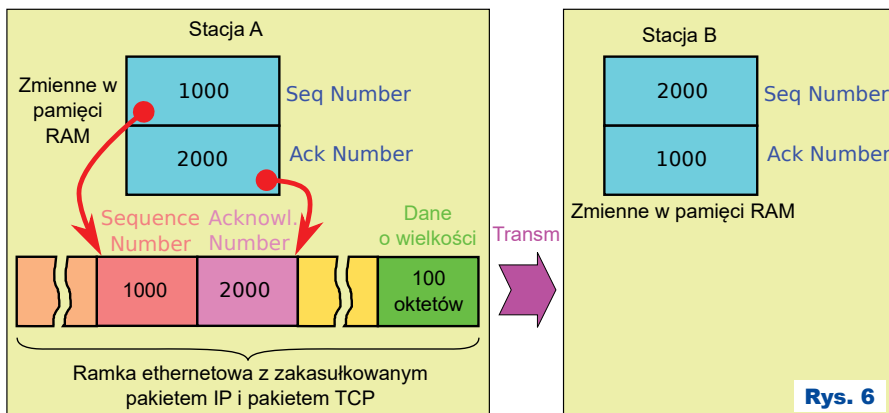 Stacja A
Zmienne w
pamięci
RAM
1000
Seq Number
2000
Ack Number
Sequence
Number
Acknowl.
Number
Dane
o wielkości
1000
2000
100
oktetów
Ramka ethernetowa z zakasułkowanym
pakietem IP i pakietem TCP
Transm
Stacja B
2000
Seq Number
1000
Ack Number
Zmienne w pamięci RAM
Rys. 6